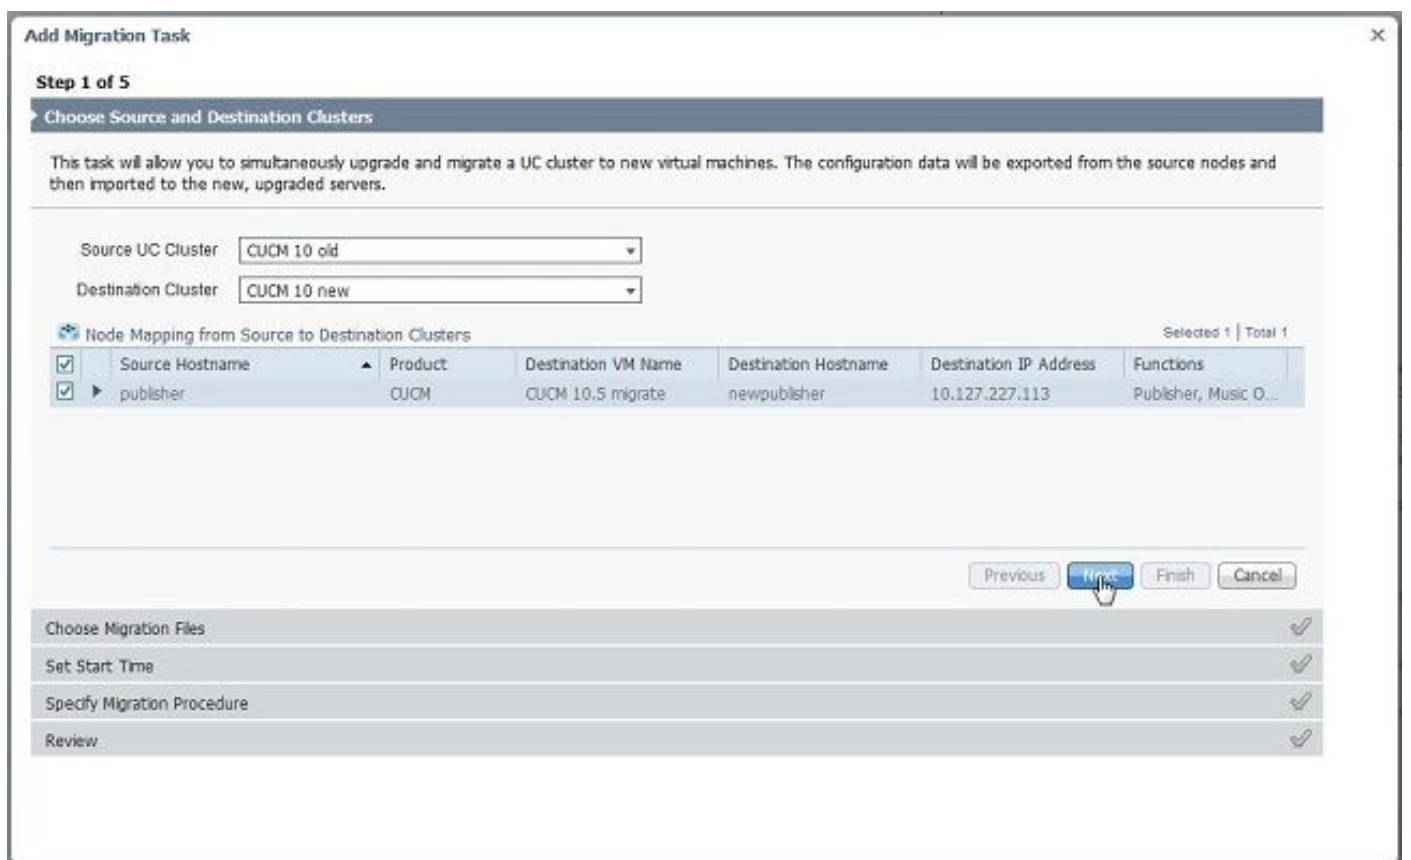 Add Migration Task
Step 1 of 5
Choose Source and Destination Clusters
This task will allow you to simultaneously upgrade and migrate a UC cluster to new virtual machines. The configuration data will be exported from the source nodes and
then imported to the new, upgraded servers.
Source UC Cluster CUCM 10 old
Destination Cluster CUCM 10 new
Node Mapping from Source to Destination Clusters Selected 1 | Total 1
Source Hostname Product Destination VM Name Destination Hostname Destination IP Address Functions
publisher CUCM CUCM 10.5 migrate newpublisher 10.127.227.113 Publisher, Music O...
Previous Next Finish Cancel
Choose Migration Files
Set Start Time
Specify Migration Procedure
Review